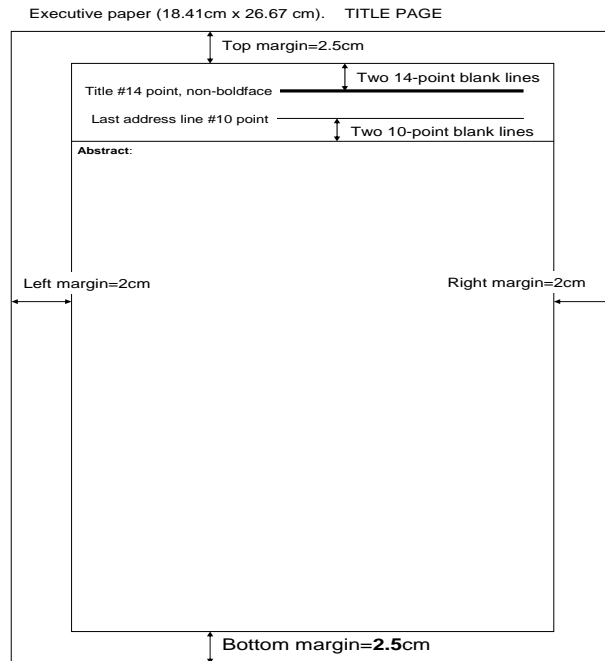 Executive paper (18.41cm x 26.67 cm). TITLE PAGE
Top margin=2.5cm
Two 14-point blank lines
Title #14 point, non-boldface
Last address line #10 point
Two 10-point blank lines
Abstract:
Left margin=2cm
Right margin=2cm
Bottom margin=2.5cm